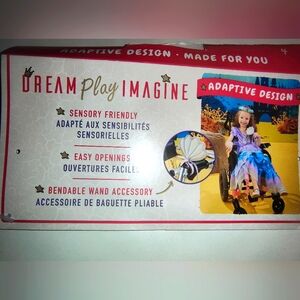 ADAPTIVE DESIGN · MADE FOR YOU
DREAM Play IMAGINE
ADAPTIVE DESIGN
SENSORY FRIENDLY
ADAPTÉ AUX SENSIBILITÉS
SENSORIELLES
EASY OPENINGS
OUVERTURES FACILES
BENDABLE WAND ACCESSORY
ACCESSOIRE DE BAGUETTE PLIABLE